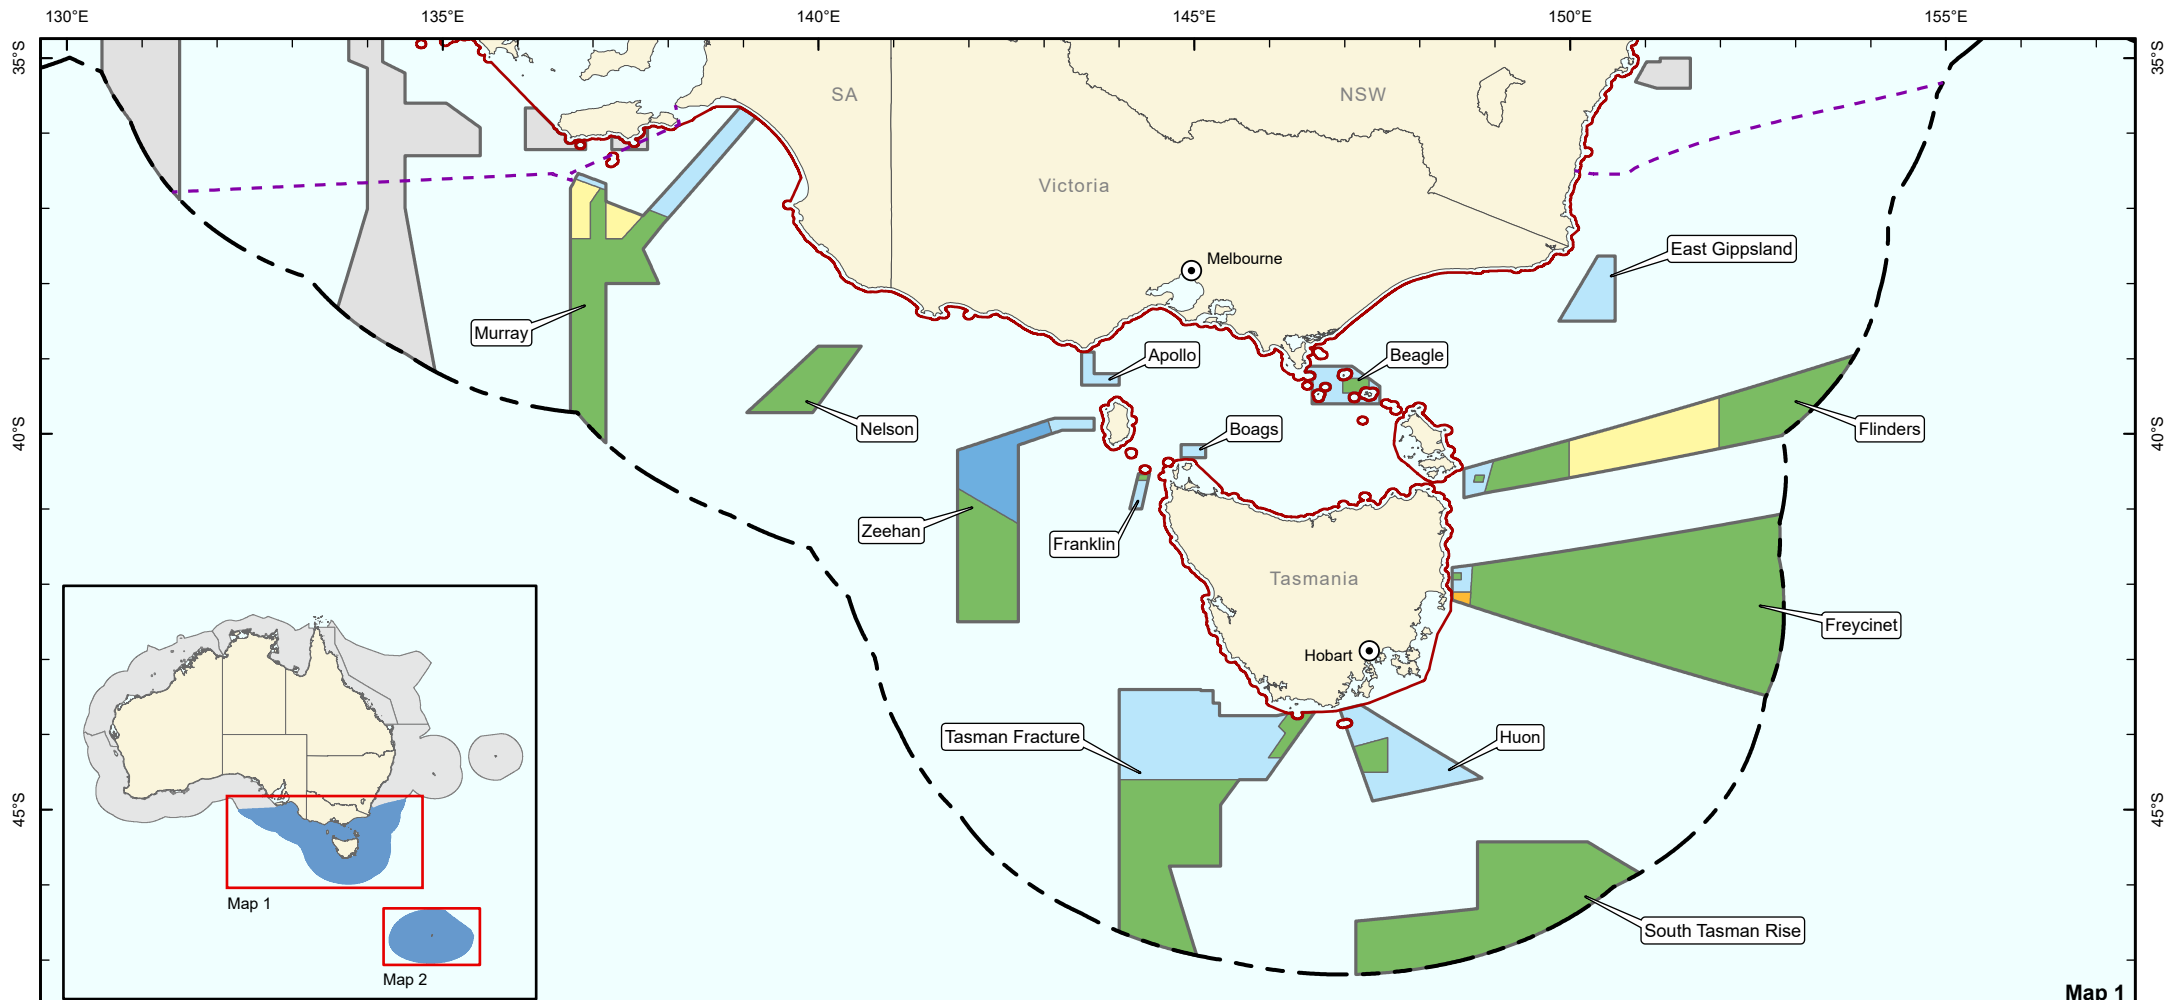 130°E
135°E
140°E
145°E
150°E
155°E
35°S
35°S
SA
NSW
Victoria
Melbourne
East Gippsland
Murray
Apollo
Beagle
Nelson
Boags
Flinders
40°S
40°S
Zeehan
Franklin
Tasmania
Freycinet
Hobart
Tasman Fracture
Huon
45°S
45°S
South Tasman Rise
Map 1
Map 2
Map 1